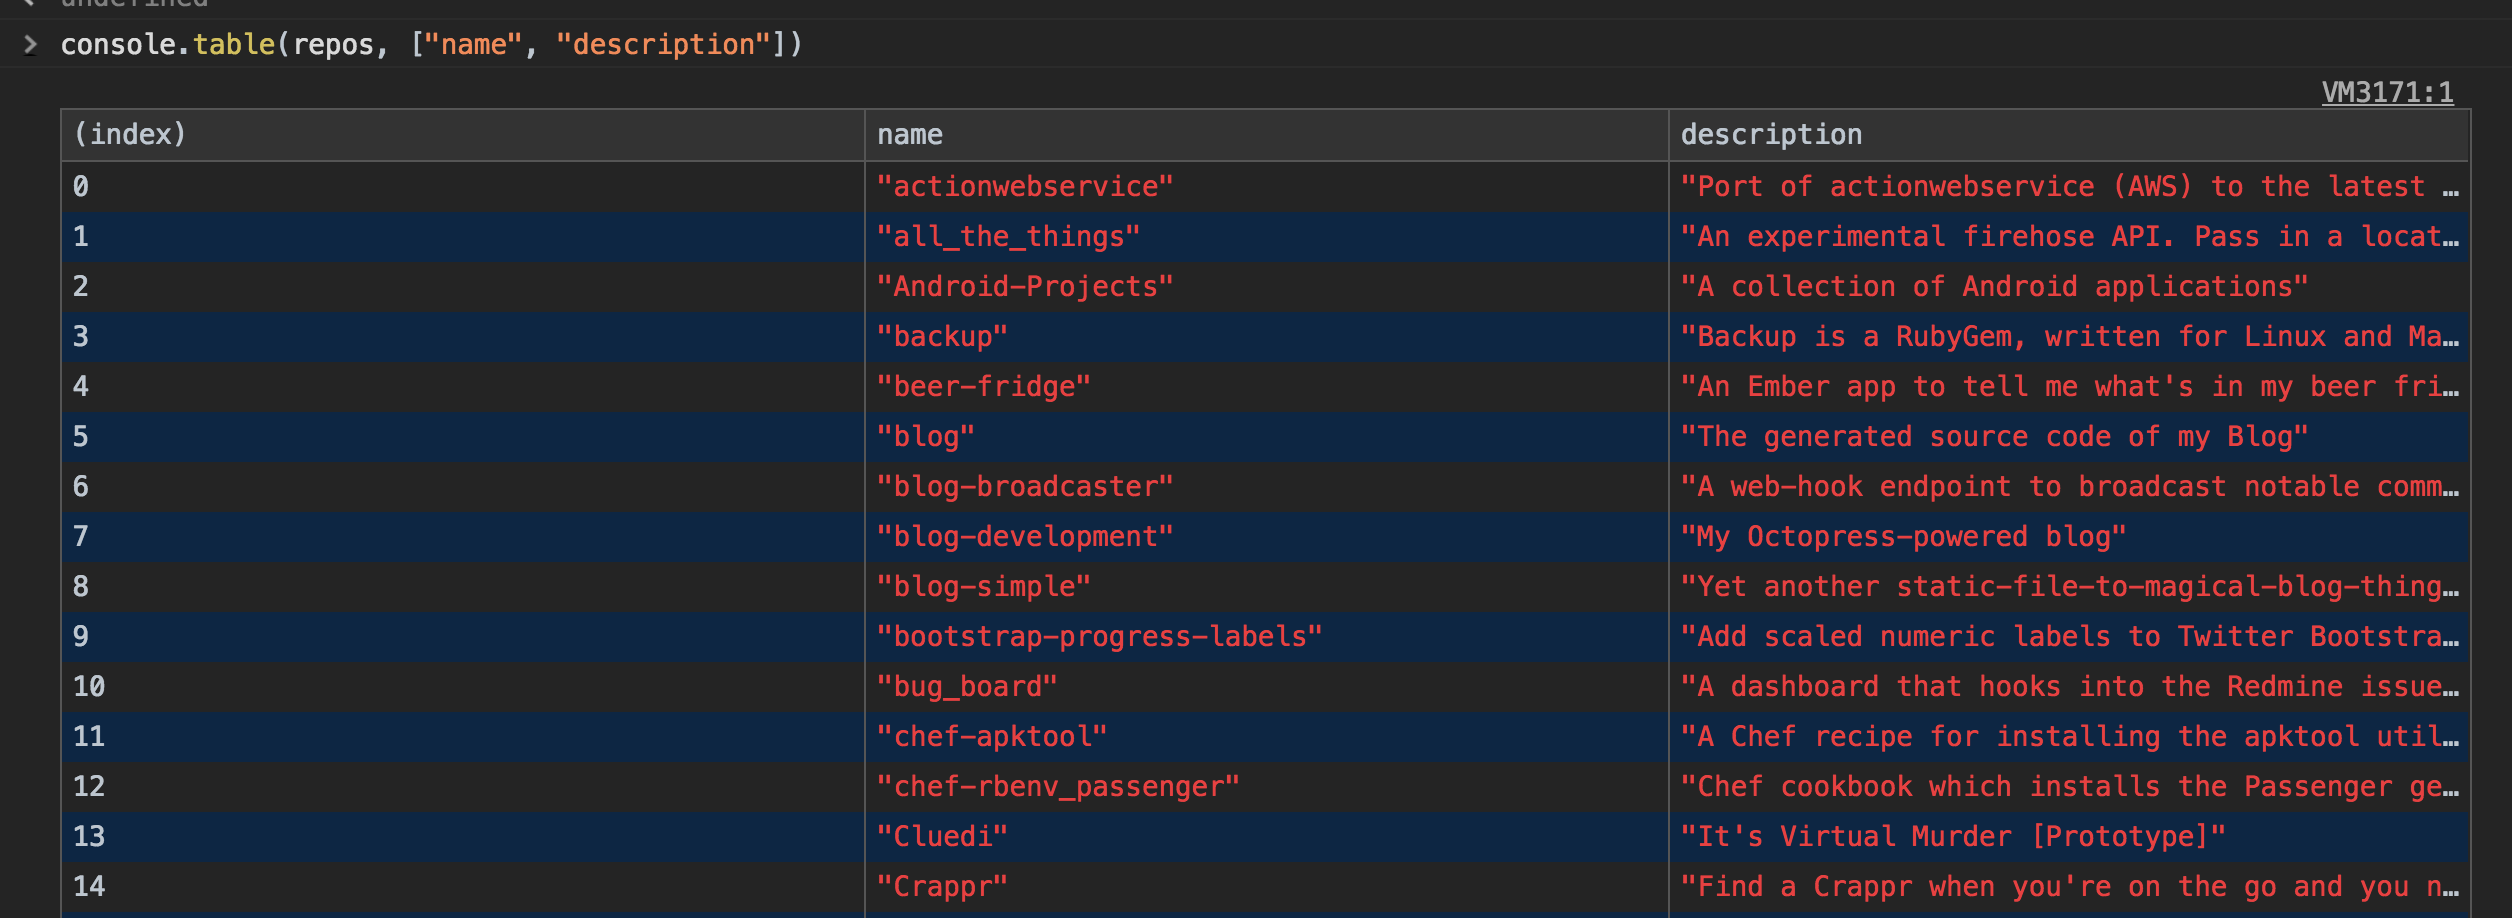 undefined
console.table(repos, ["name", "description"])
VM3171:1
(index) name description
0 "actionwebservice" "Port of actionwebservice (AWS) to the latest …
1 "all_the_things" "An experimental firehose API. Pass in a locat…
2 "Android-Projects" "A collection of Android applications"
3 "backup" "Backup is a RubyGem, written for Linux and Ma…
4 "beer-fridge" "An Ember app to tell me what's in my beer fri…
5 "blog" "The generated source code of my Blog"
6 "blog-broadcaster" "A web-hook endpoint to broadcast notable comm…
7 "blog-development" "My Octopress-powered blog"
8 "blog-simple" "Yet another static-file-to-magical-blog-thing…
9 "bootstrap-progress-labels" "Add scaled numeric labels to Twitter Bootstra…
10 "bug_board" "A dashboard that hooks into the Redmine issue…
11 "chef-apktool" "A Chef recipe for installing the apktool util…
12 "chef-rbenv_passenger" "Chef cookbook which installs the Passenger ge…
13 "Cluedi" "It's Virtual Murder [Prototype]"
14 "Crappr" "Find a Crappr when you're on the go and you n…